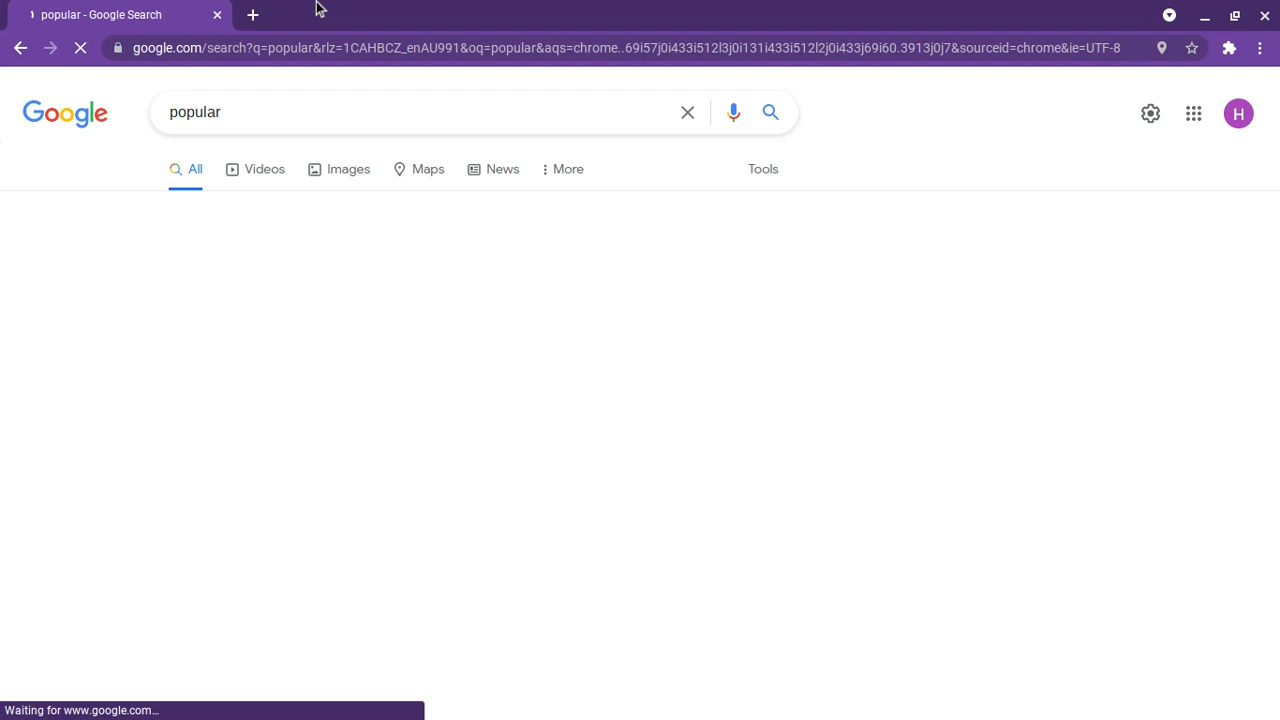 popular - Google Search
google.com/search?q=popular&rlz=1CAHBCZ_enAU991&oq=popular&aqs=chrome..69i57j0i433i512l3j0i131i433i512l2j0i433j69i60.3913j0j7&sourceid=chrome&ie=UTF-8
Google popular H
All Videos Images Maps News More Tools
Waiting for www.google.com...